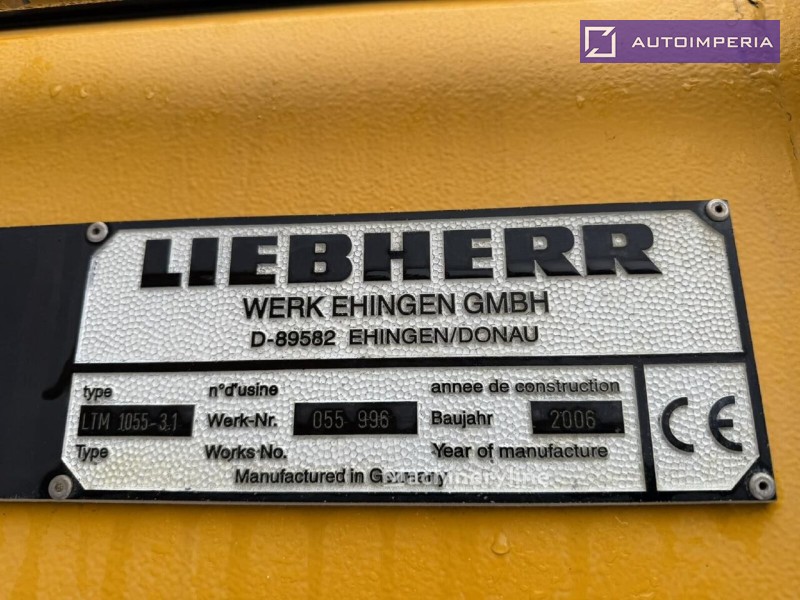 AUTOIMPERIA
LIEBHERR
WERK EHINGEN GMBH
D-89582 EHINGEN/DONAU
type n°d'usine annee de construction
LTM 1055-3.1 Werk-Nr. 055 996 Baujahr 2006
Type Works-No. Year of manufacture
Manufactured in Germany
CE